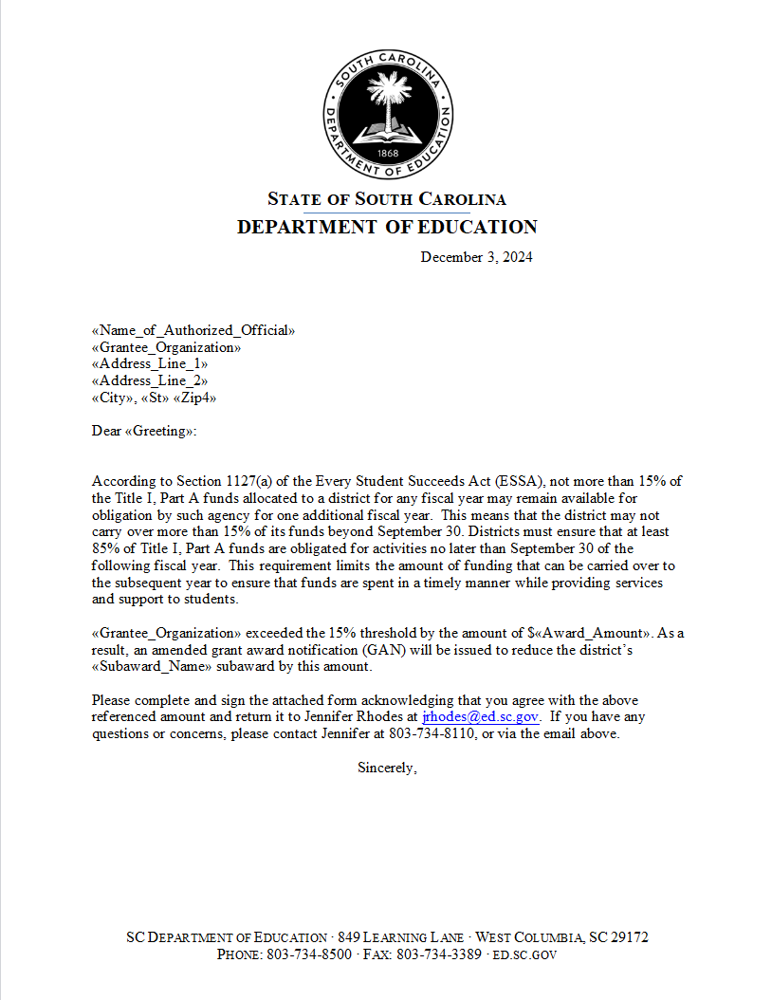 SOUTH CAROLINA
DEPARTMENT OF EDUCATION
1868
STATE OF SOUTH CAROLINA
DEPARTMENT OF EDUCATION
December 3, 2024
«Name_of_Authorized_Official»
«Grantee_Organization»
«Address_Line_1»
«Address_Line_2»
«City», «St» «Zip4»
Dear «Greeting»:
According to Section 1127(a) of the Every Student Succeeds Act (ESSA), not more than 15% of
the Title I, Part A funds allocated to a district for any fiscal year may remain available for
obligation by such agency for one additional fiscal year.  This means that the district may not
carry over more than 15% of its funds beyond September 30. Districts must ensure that at least
85% of Title I, Part A funds are obligated for activities no later than September 30 of the
following fiscal year.  This requirement limits the amount of funding that can be carried over to
the subsequent year to ensure that funds are spent in a timely manner while providing services
and support to students.
«Grantee_Organization» exceeded the 15% threshold by the amount of $«Award_Amount». As a
result, an amended grant award notification (GAN) will be issued to reduce the district’s
«Subaward_Name» subaward by this amount.
Please complete and sign the attached form acknowledging that you agree with the above
referenced amount and return it to Jennifer Rhodes at jrhodes@ed.sc.gov.  If you have any
questions or concerns, please contact Jennifer at 803-734-8110, or via the email above.
Sincerely,
SC DEPARTMENT OF EDUCATION · 849 LEARNING LANE · WEST COLUMBIA, SC 29172
PHONE: 803-734-8500 · FAX: 803-734-3389 · ED.SC.GOV